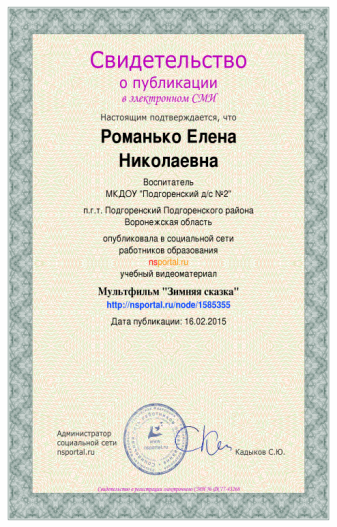 Свидетельство
о публикации
в электронном СМИ
Настоящим подтверждается, что
Романько Елена
Николаевна
Воспитатель
МКДОУ "Подгоренский д/с №2"
п.г.т. Подгоренский Подгоренского района
Воронежская область
опубликовала в социальной сети
работников образования
nsportal.ru
учебный видеоматериал
Мультфильм "Зимняя сказка"
http://nsportal.ru/node/1585355
Дата публикации: 16.02.2015
Администратор
социальной сети
nsportal.ru
Кадыков С.Ю.
Свидетельство о регистрации электронного СМИ № ФС77-43268